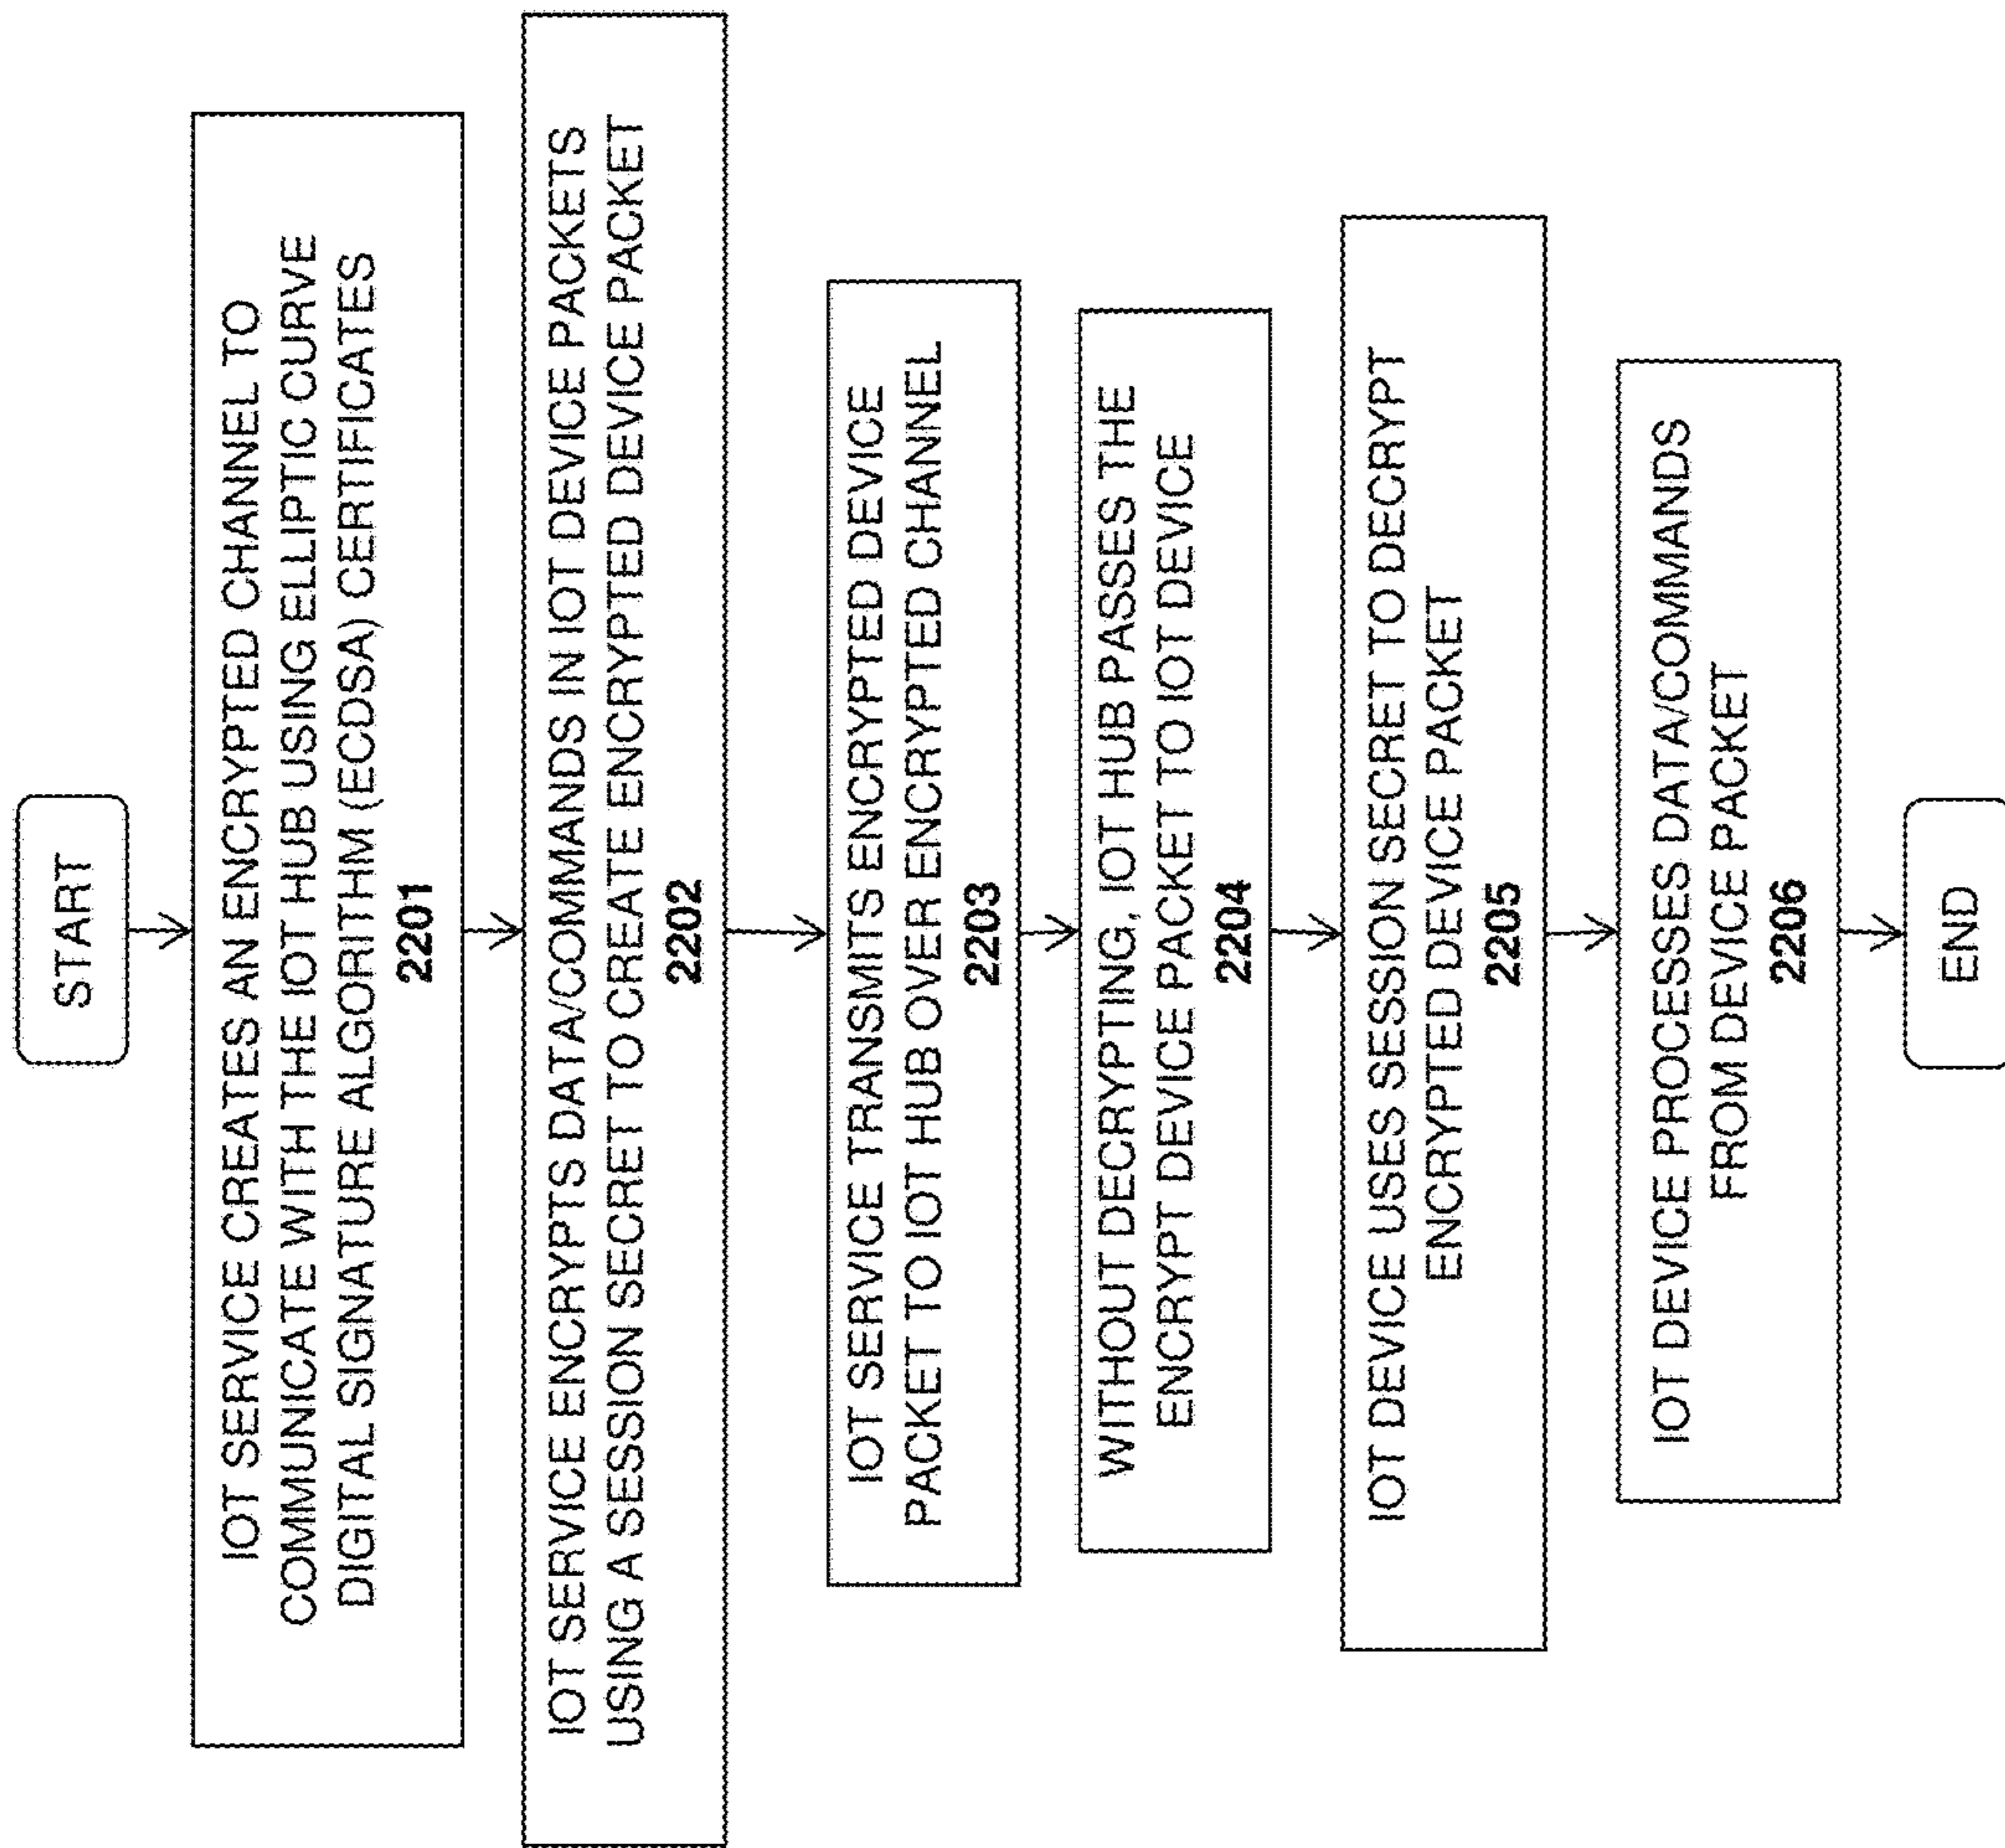 START
IOT SERVICE CREATES AN ENCRYPTED CHANNEL TO
COMMUNICATE WITH THE IOT HUB USING ELLIPTIC CURVE
DIGITAL SIGNATURE ALGORITHM (ECDSA) CERTIFICATES
2201
IOT SERVICE ENCRYPTS DATA/COMMANDS IN IOT DEVICE PACKETS
USING A SESSION SECRET TO CREATE ENCRYPTED DEVICE PACKET
2202
IOT SERVICE TRANSMITS ENCRYPTED DEVICE
PACKET TO IOT HUB OVER ENCRYPTED CHANNEL
2203
WITHOUT DECRYPTING, IOT HUB PASSES THE
ENCRYPT DEVICE PACKET TO IOT DEVICE
2204
IOT DEVICE USES SESSION SECRET TO DECRYPT
ENCRYPTED DEVICE PACKET
2205
IOT DEVICE PROCESSES DATA/COMMANDS
FROM DEVICE PACKET
2206
END